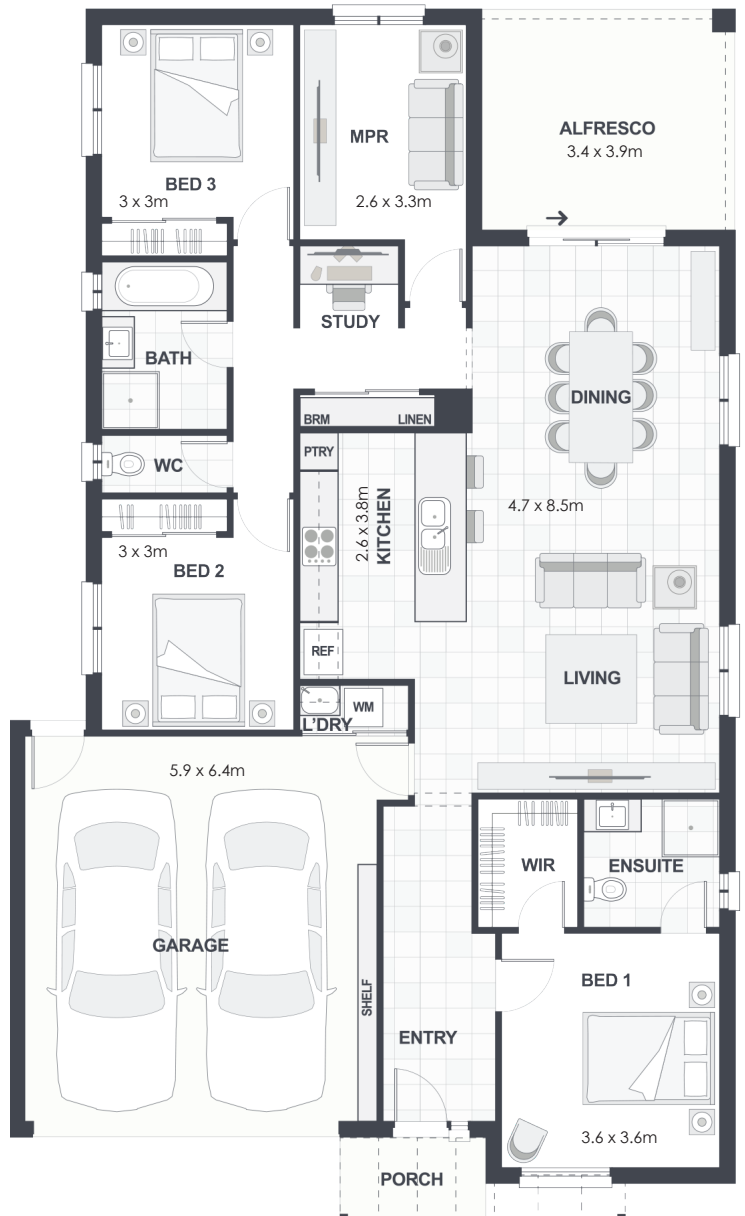 ALFRESCO
3.4 x 3.9m
MPR
2.6 x 3.3m
BED 3
3 x 3m
STUDY
BATH
DINING
BRM
LINEN
PTRY
WC
KITCHEN
2.6 x 3.8m
4.7 x 8.5m
3 x 3m
BED 2
REF
LIVING
WM
L'DRY
5.9 x 6.4m
WIR
ENSUITE
GARAGE
SHELF
BED 1
ENTRY
3.6 x 3.6m
PORCH